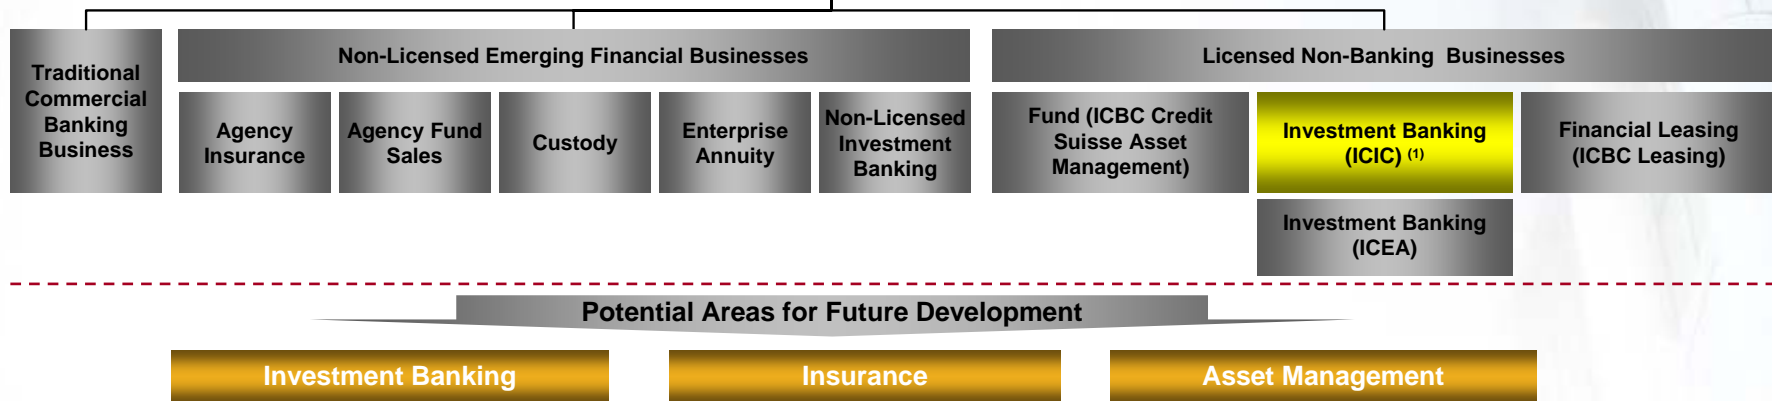 Traditional
Commercial
Banking
Business
Non-Licensed Emerging Financial Businesses
Agency
Insurance
Agency Fund
Sales
Custody
Enterprise
Annuity
Non-Licensed
Investment
Banking
Licensed Non-Banking Businesses
Fund (ICBC Credit
Suisse Asset
Management)
Investment Banking
(ICIC) (1)
Financial Leasing
(ICBC Leasing)
Investment Banking
(ICEA)
Potential Areas for Future Development
Investment Banking
Insurance
Asset Management